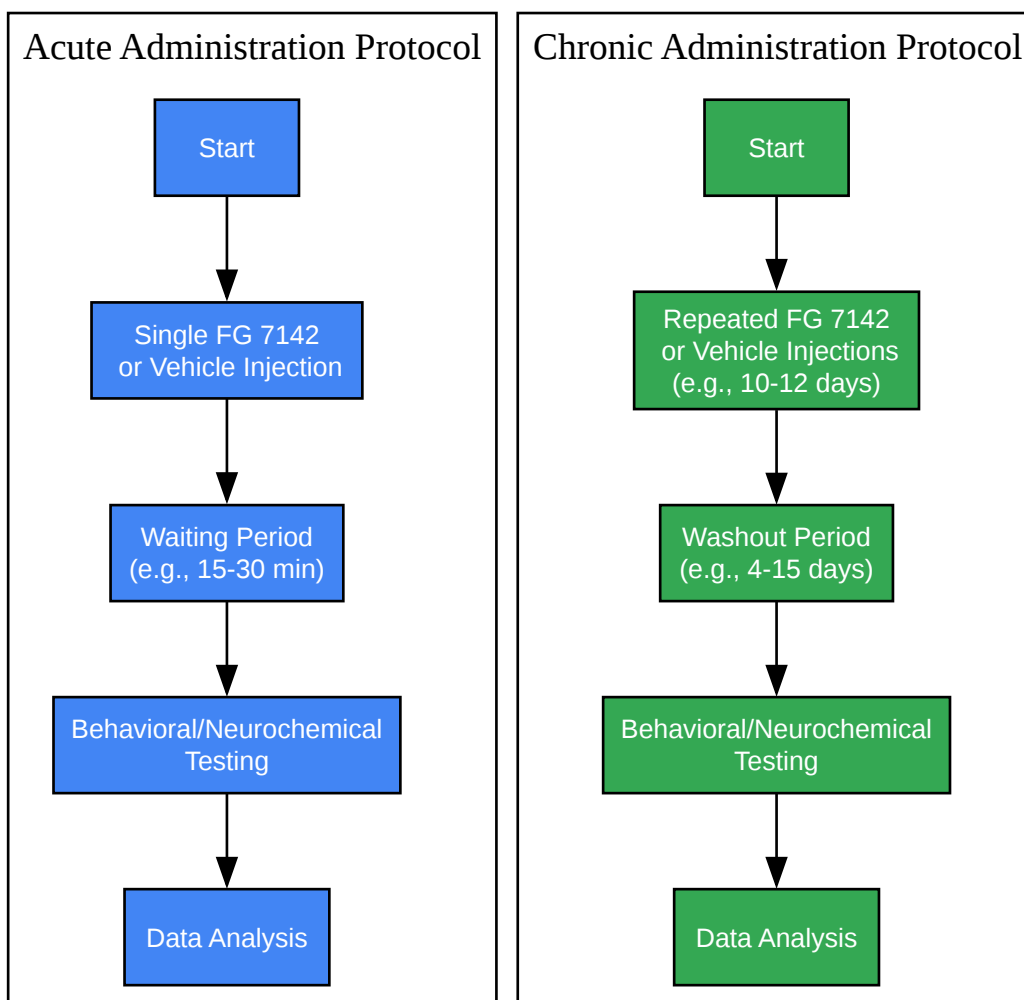 Acute Administration Protocol
Start
Single FG 7142
or Vehicle Injection
Waiting Period
(e.g., 15-30 min)
Behavioral/Neurochemical
Testing
Data Analysis
Chronic Administration Protocol
Start
Repeated FG 7142
or Vehicle Injections
(e.g., 10-12 days)
Washout Period
(e.g., 4-15 days)
Behavioral/Neurochemical
Testing
Data Analysis